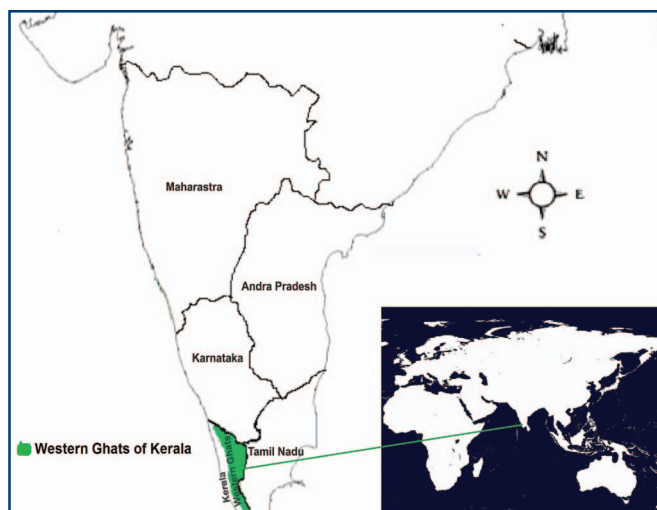 N
W E
S
Maharastra
Andra Pradesh
Karnataka
Western Ghats of Kerala
Tamil Nadu
Kerala
Western Ghats